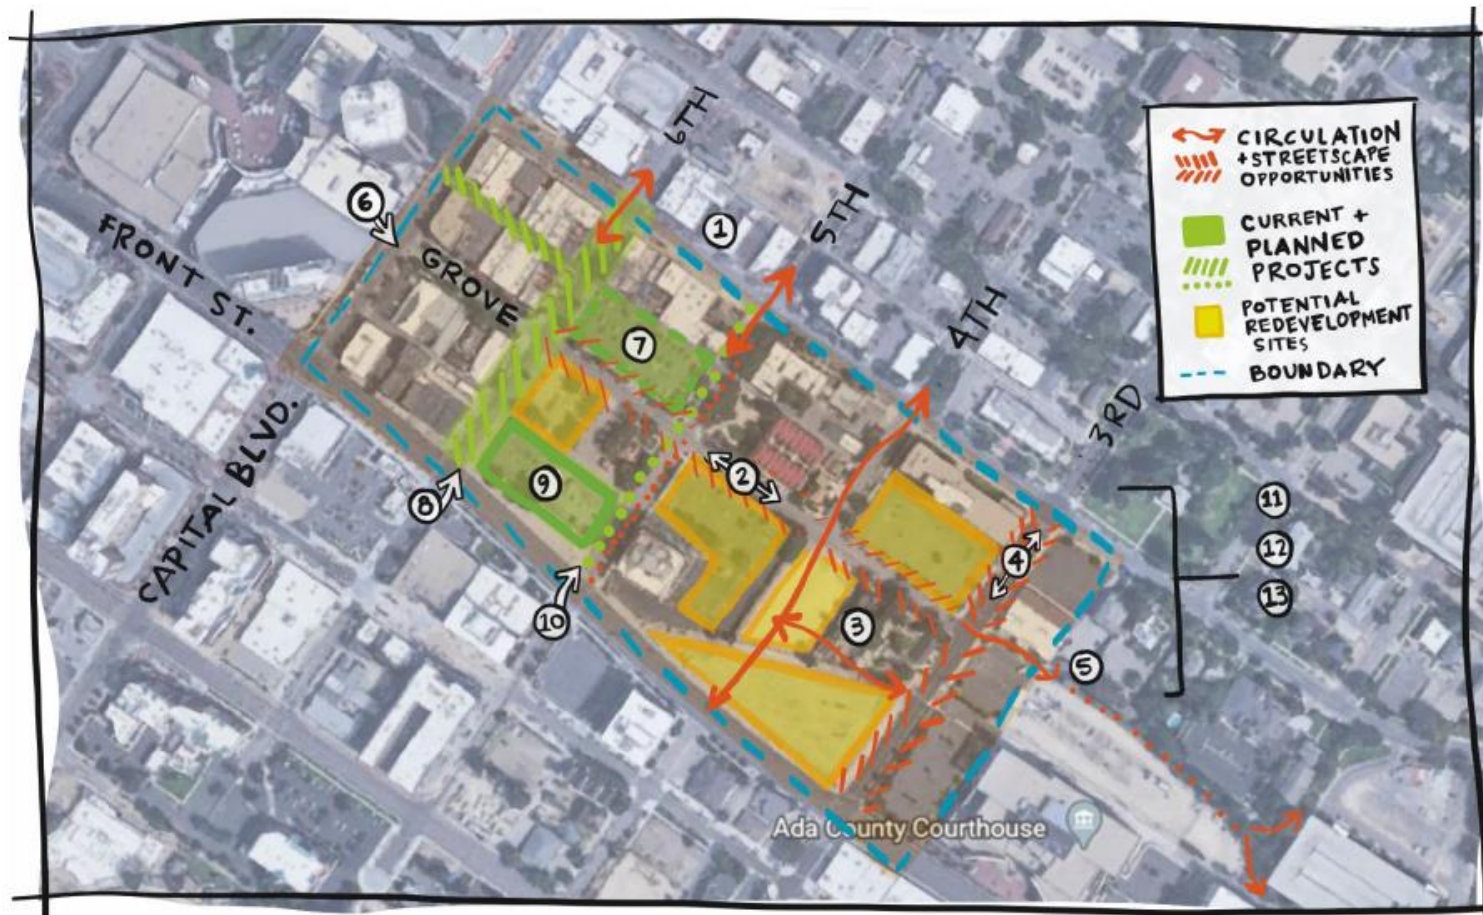 6TH
5TH
4TH
3RD
FRONT ST.
CAPITAL BLVD.
GROVE
1
2
3
4
5
6
7
8
9
10
11
12
13
Ada County Courthouse
CIRCULATION
+ STREETSCAPE
OPPORTUNITIES
CURRENT +
PLANNED
PROJECTS
POTENTIAL
REDEVELOPMENT
SITES
BOUNDARY